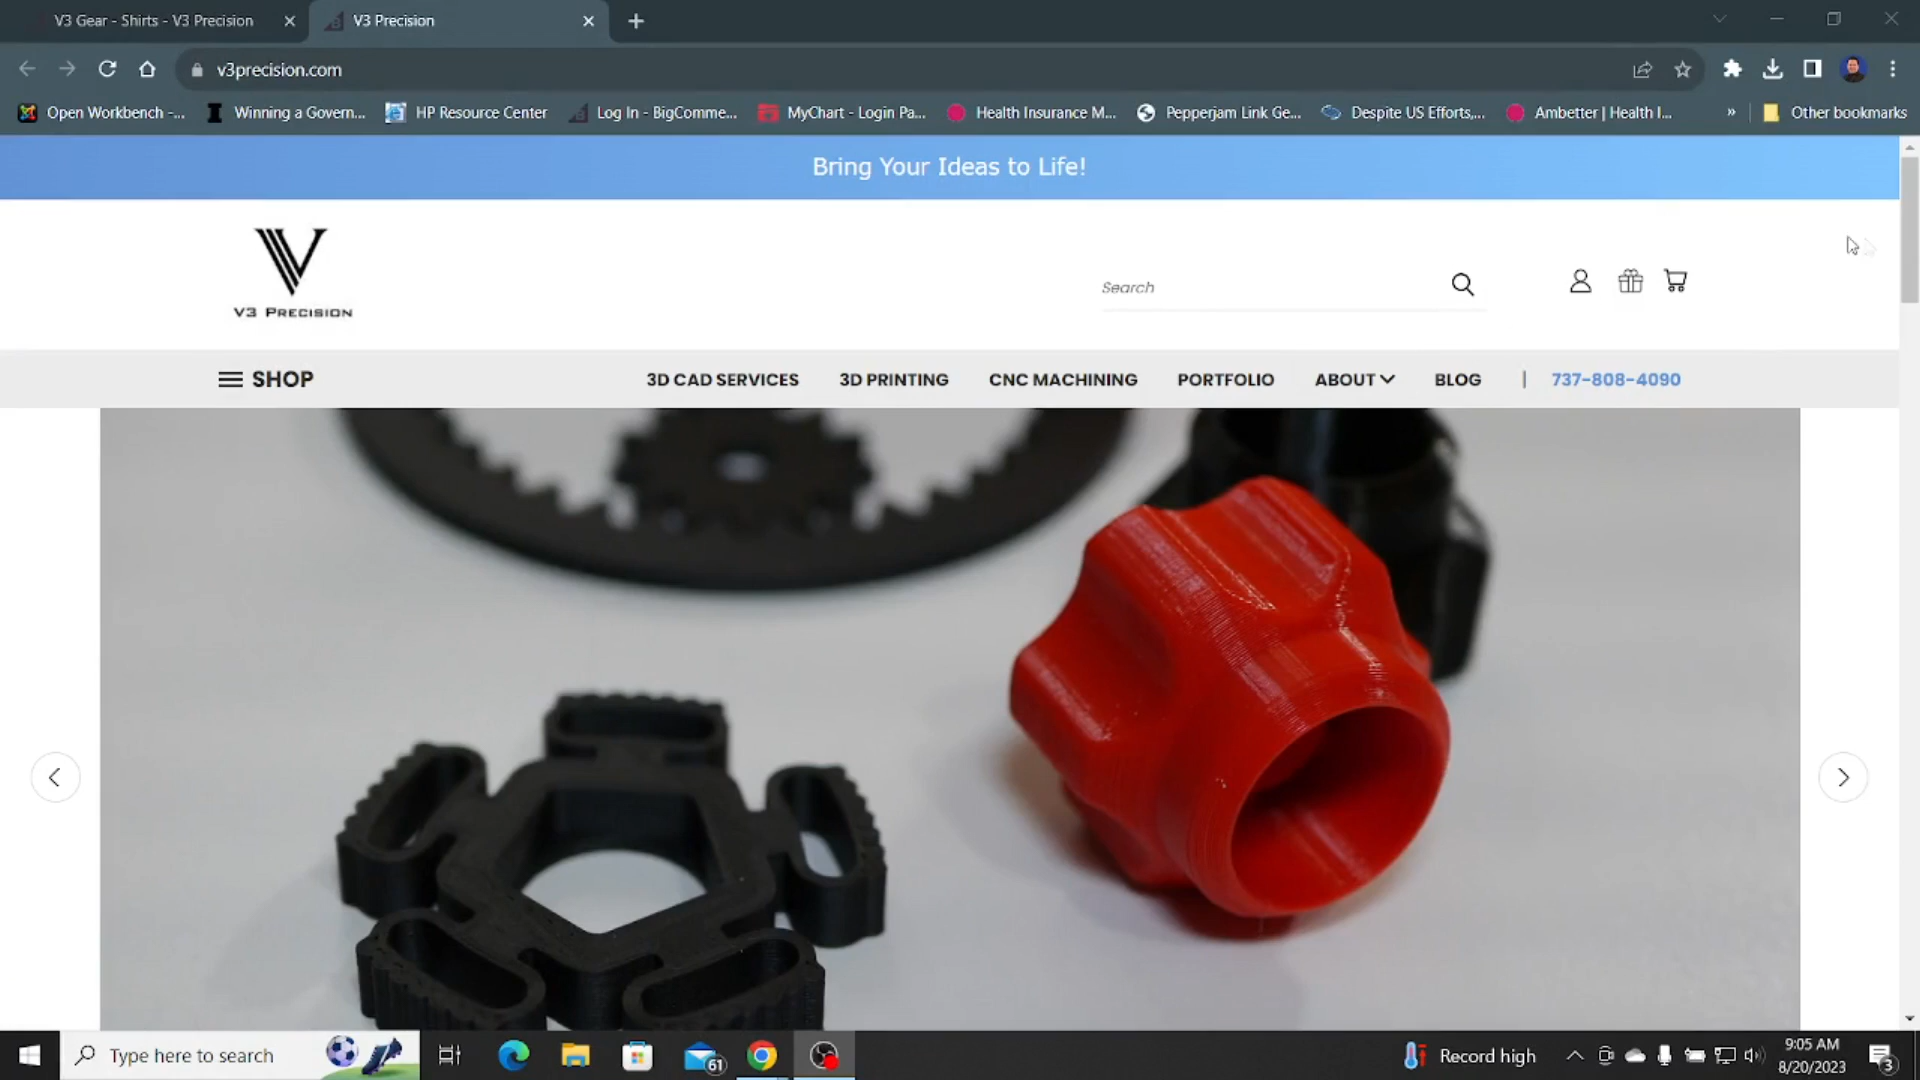 V3 Gear - Shirts - V3 Precision
V3 Precision
v3precision.com
Open Workbench -...
Winning a Govern...
HP Resource Center
Log In - BigComme...
MyChart - Login Pa...
Health Insurance M...
Pepperjam Link Ge...
Despite US Efforts,...
Ambetter | Health I...
»
Other bookmarks
Bring Your Ideas to Life!
V3 PRECISION
Search
SHOP
3D CAD SERVICES
3D PRINTING
CNC MACHINING
PORTFOLIO
ABOUT
BLOG
|
737-808-4090
Type here to search
61
Record high
9:05 AM
8/20/2023
3